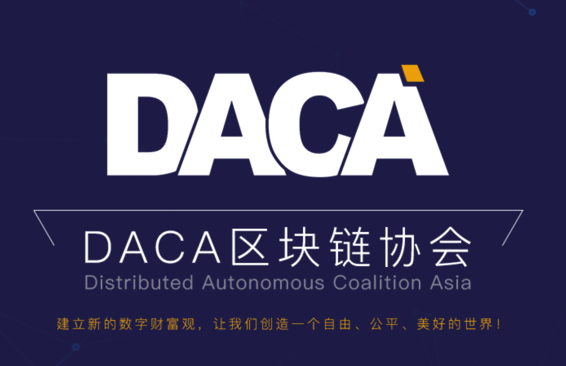 DACA
DACA区块链协会
Distributed Autonomous Coalition Asia
建立新的数字财富观，让我们创造一个自由、公平、美好的世界！